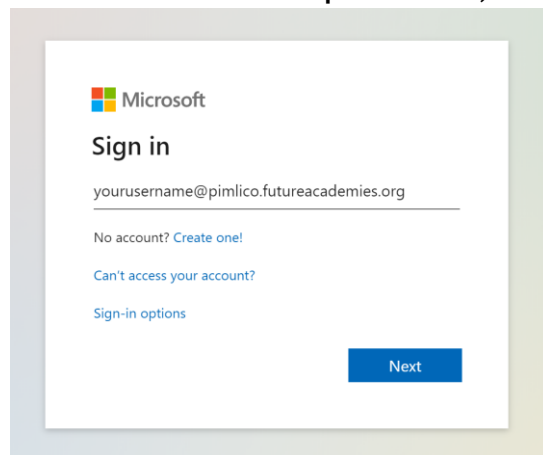 Microsoft
Sign in
yourusername@pimlico.futureacademies.org
No account? Create one!
Can't access your account?
Sign-in options
Next